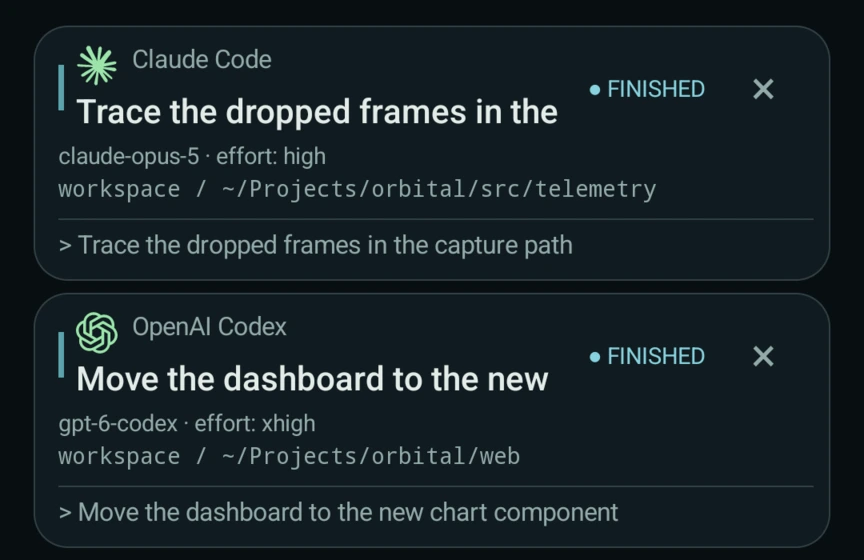 Claude Code
Trace the dropped frames in the
• FINISHED
claude-opus-5 · effort: high
workspace / ~/Projects/orbital/src/telemetry
> Trace the dropped frames in the capture path
OpenAI Codex
Move the dashboard to the new
• FINISHED
gpt-6-codex · effort: xhigh
workspace / ~/Projects/orbital/web
> Move the dashboard to the new chart component